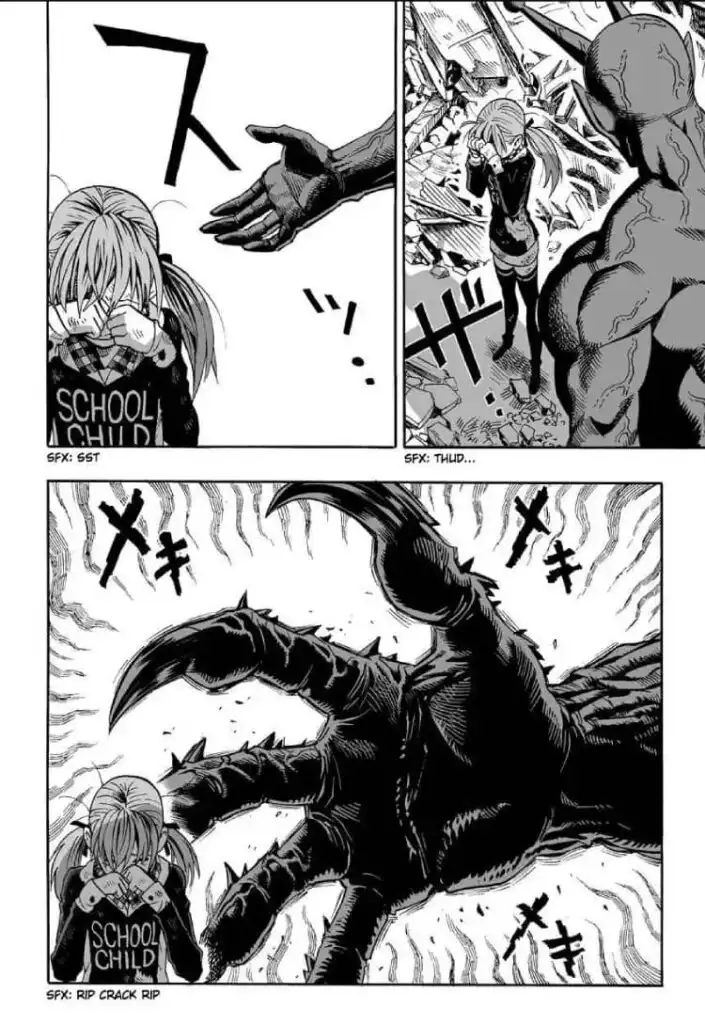 ザッ…
SFX: THUD...
スッ…
SCHOOL
CHILD
SFX: SST
メキ
メキ
メキ
SCHOOL
CHILD
SFX: RIP CRACK RIP